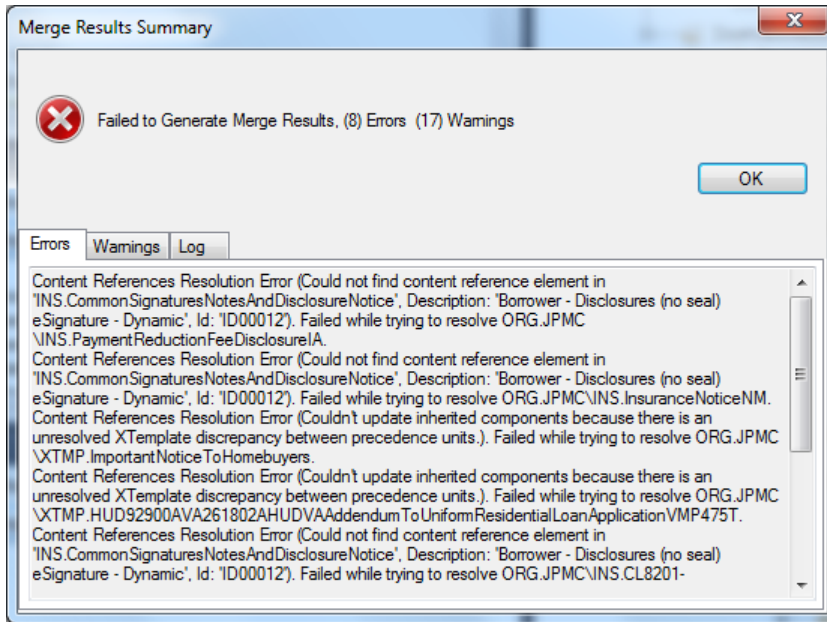 Merge Results Summary
Failed to Generate Merge Results, (8) Errors (17) Warnings
OK
Errors Warnings Log
Content References Resolution Error (Could not find content reference element in
'INS.CommonSignaturesNotesAndDisclosureNotice', Description: 'Borrower - Disclosures (no seal)
eSignature - Dynamic', Id: 'ID00012'). Failed while trying to resolve ORG.JPMC
\INS.PaymentReductionFeeDisclosureIA.
Content References Resolution Error (Could not find content reference element in
'INS.CommonSignaturesNotesAndDisclosureNotice', Description: 'Borrower - Disclosures (no seal)
eSignature - Dynamic', Id: 'ID00012'). Failed while trying to resolve ORG.JPMC\INS.InsuranceNoticeNM.
Content References Resolution Error (Couldn't update inherited components because there is an
unresolved XTemplate discrepancy between precedence units.). Failed while trying to resolve ORG.JPMC
\XTMP.ImportantNoticeToHomebuyers.
Content References Resolution Error (Couldn't update inherited components because there is an
unresolved XTemplate discrepancy between precedence units.). Failed while trying to resolve ORG.JPMC
\XTMP.HUD92900AVA261802AHUDVAAddendumToUniformResidentialLoanApplicationVMP475T.
Content References Resolution Error (Could not find content reference element in
'INS.CommonSignaturesNotesAndDisclosureNotice', Description: 'Borrower - Disclosures (no seal)
eSignature - Dynamic', Id: 'ID00012'). Failed while trying to resolve ORG.JPMC\INS.CL8201-